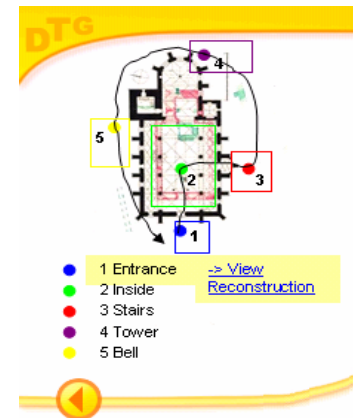 DTG
4
5
2
3
1
1 Entrance
2 Inside
3 Stairs
4 Tower
5 Bell
-> View
Reconstruction